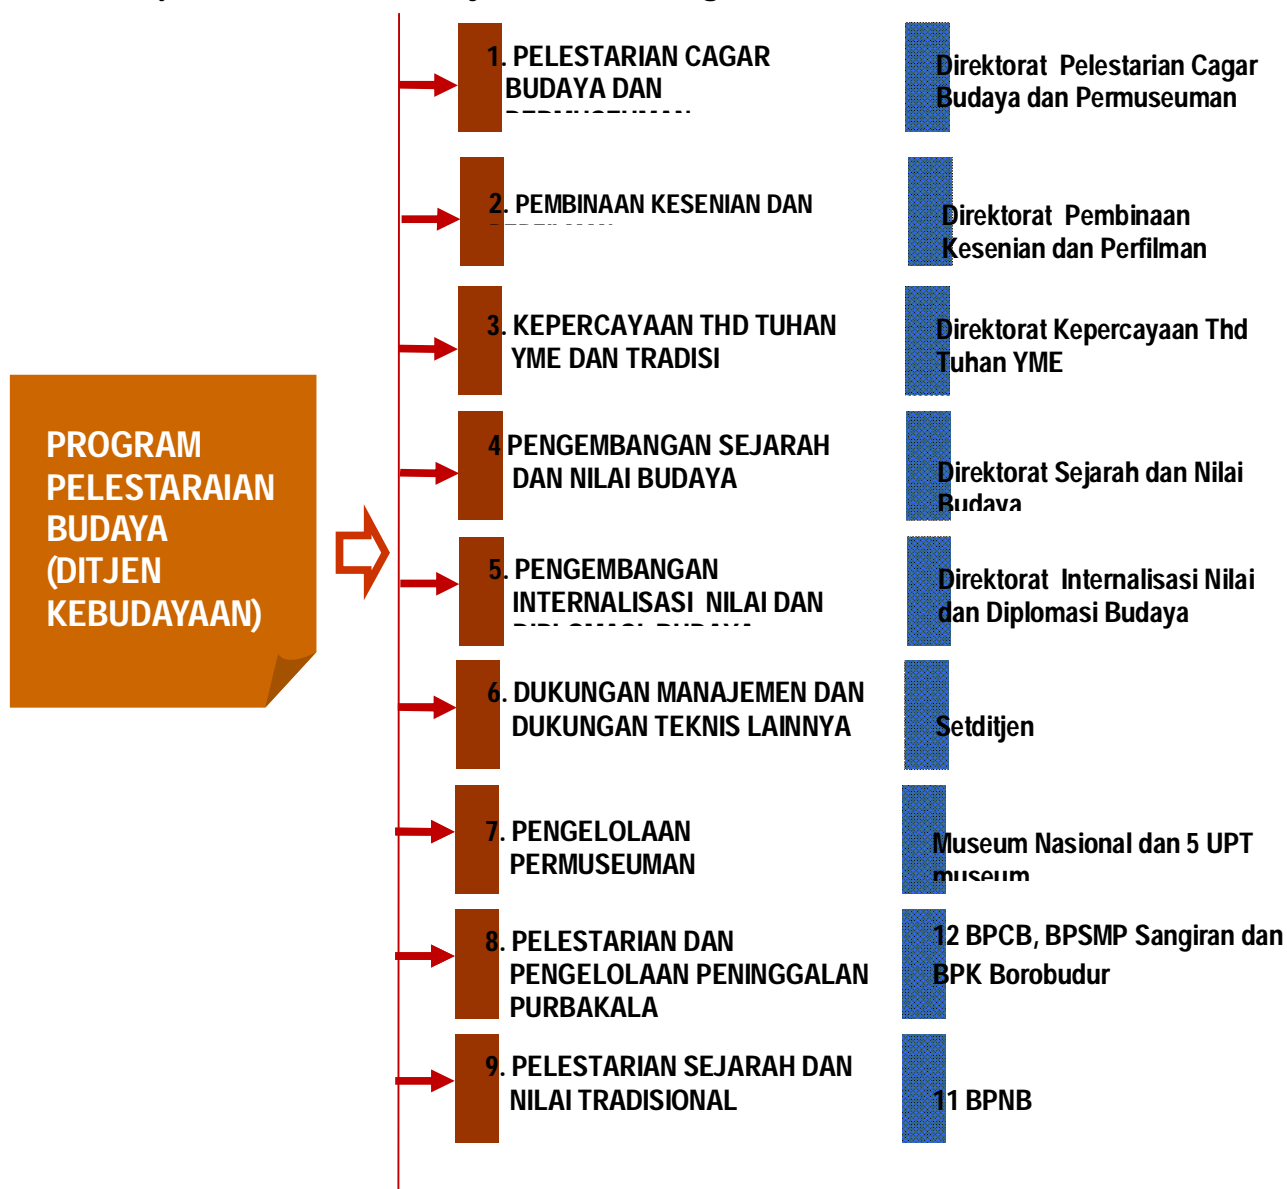 1. PELESTARIAN CAGAR
BUDAYA DAN
Direktorat Pelestarian Cagar
Budaya dan Permuseuman
2. PEMBINAAN KESENIAN DAN
Direktorat Pembinaan
Kesenian dan Perfilman
3. KEPERCAYAAN THD TUHAN
YME DAN TRADISI
Direktorat Kepercayaan Thd
Tuhan YME
PROGRAM
PELESTARAIAN
BUDAYA
(DITJEN
KEBUDAYAAN)
4 PENGEMBANGAN SEJARAH
DAN NILAI BUDAYA
Direktorat Sejarah dan Nilai
Budaya
5. PENGEMBANGAN
INTERNALISASI NILAI DAN
DIPLOMASI BUDAYA
Direktorat Internalisasi Nilai
dan Diplomasi Budaya
6. DUKUNGAN MANAJEMEN DAN
DUKUNGAN TEKNIS LAINNYA
Setditjen
7. PENGELOLAAN
PERMUSEUMAN
Museum Nasional dan 5 UPT
museum
8. PELESTARIAN DAN
PENGELOLAAN PENINGGALAN
PURBAKALA
12 BPCB, BPSMP Sangiran dan
BPK Borobudur
9. PELESTARIAN SEJARAH DAN
NILAI TRADISIONAL
11 BPNB